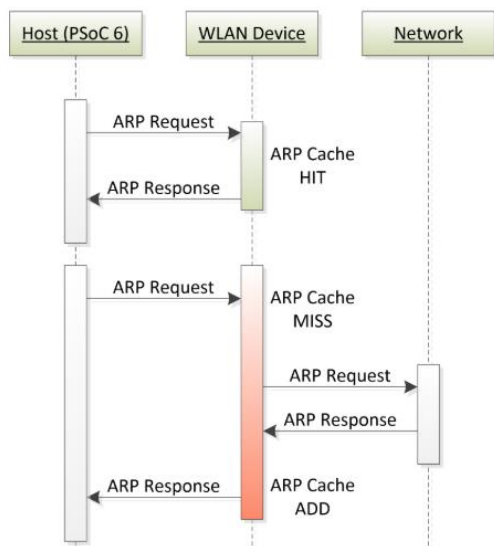 Host (PSoC 6)
WLAN Device
Network
ARP Request
ARP Cache
HIT
ARP Response
ARP Request
ARP Cache
MISS
ARP Request
ARP Response
ARP Response
ARP Cache
ADD